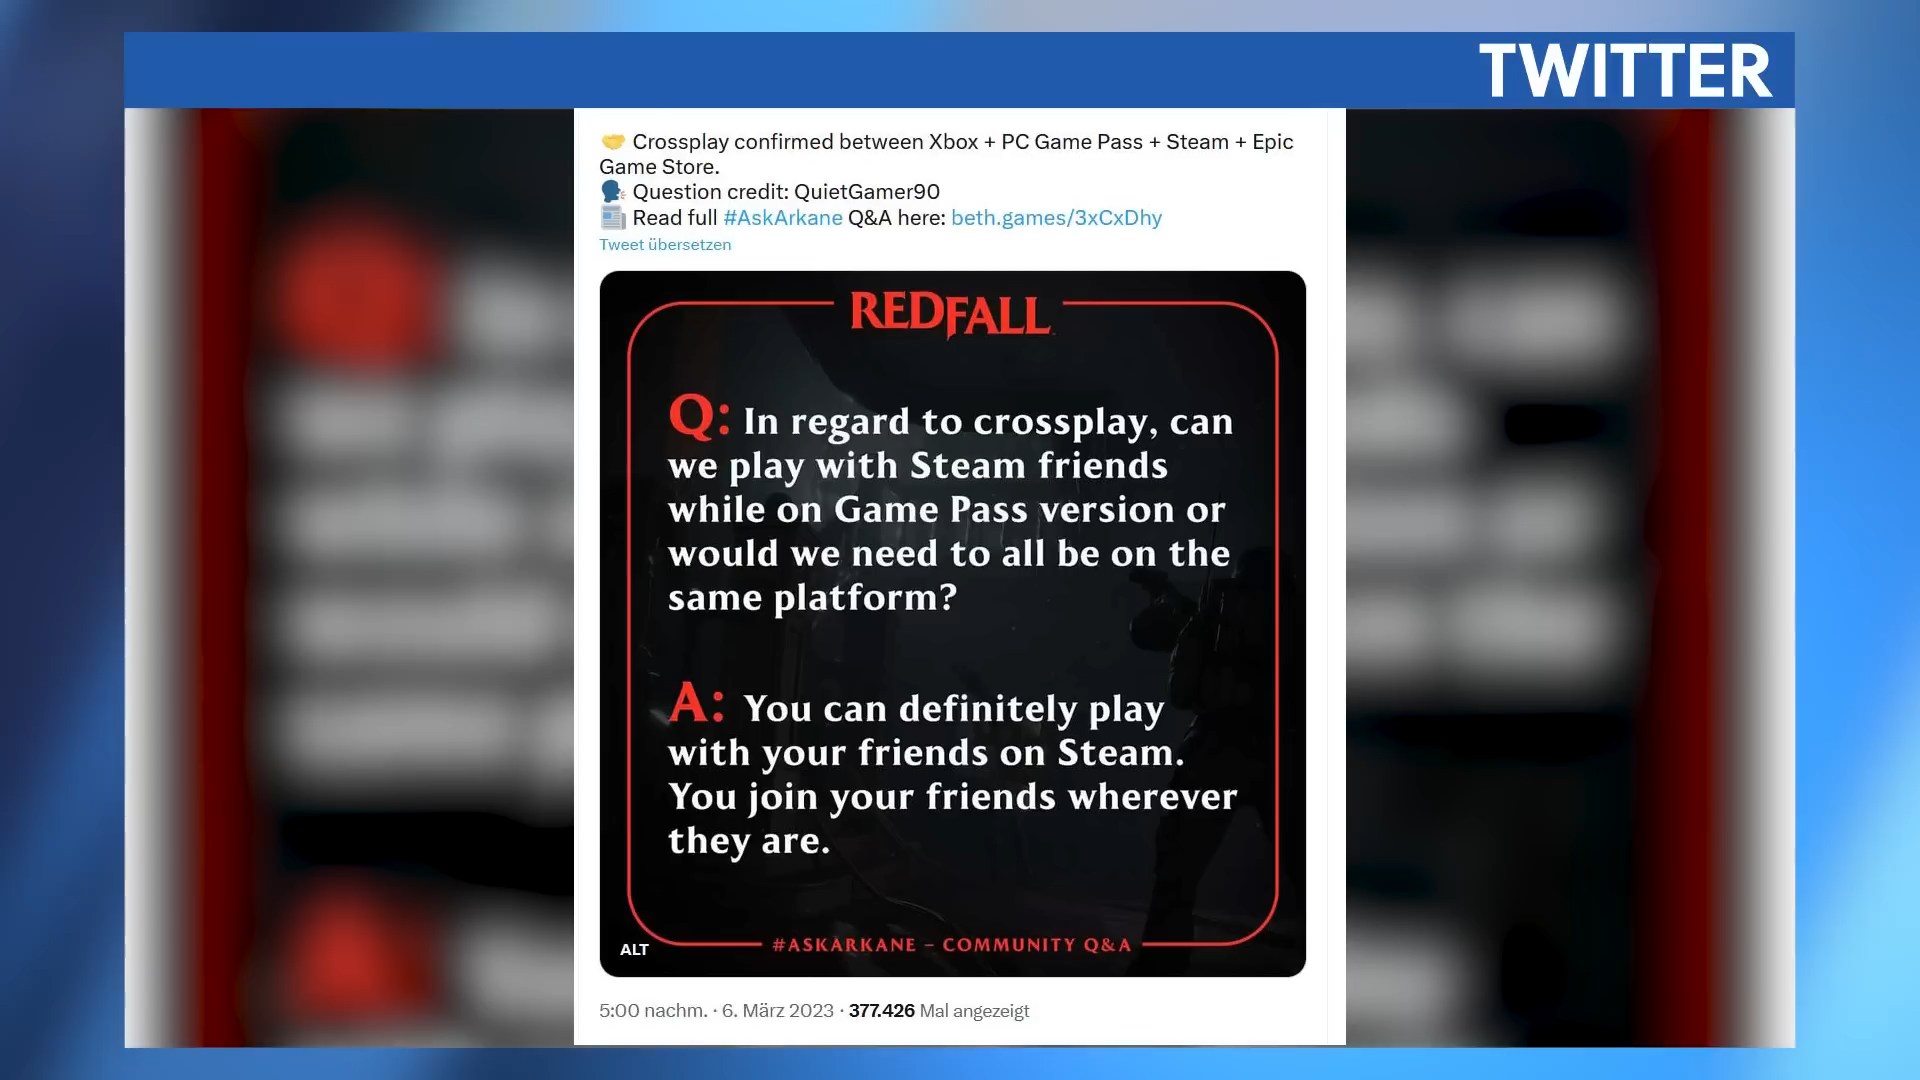 TWITTER
🤝 Crossplay confirmed between Xbox + PC Game Pass + Steam + Epic
Game Store.
🗣 Question credit: QuietGamer90
📰 Read full #AskArkane Q&A here: beth.games/3xCxDhy
Tweet übersetzen
REDFALL
Q: In regard to crossplay, can
we play with Steam friends
while on Game Pass version or
would we need to all be on the
same platform?
A: You can definitely play
with your friends on Steam.
You join your friends wherever
they are.
#ASKARKANE – COMMUNITY Q&A
ALT
5:00 nachm. · 6. März 2023 · 377.426 Mal angezeigt